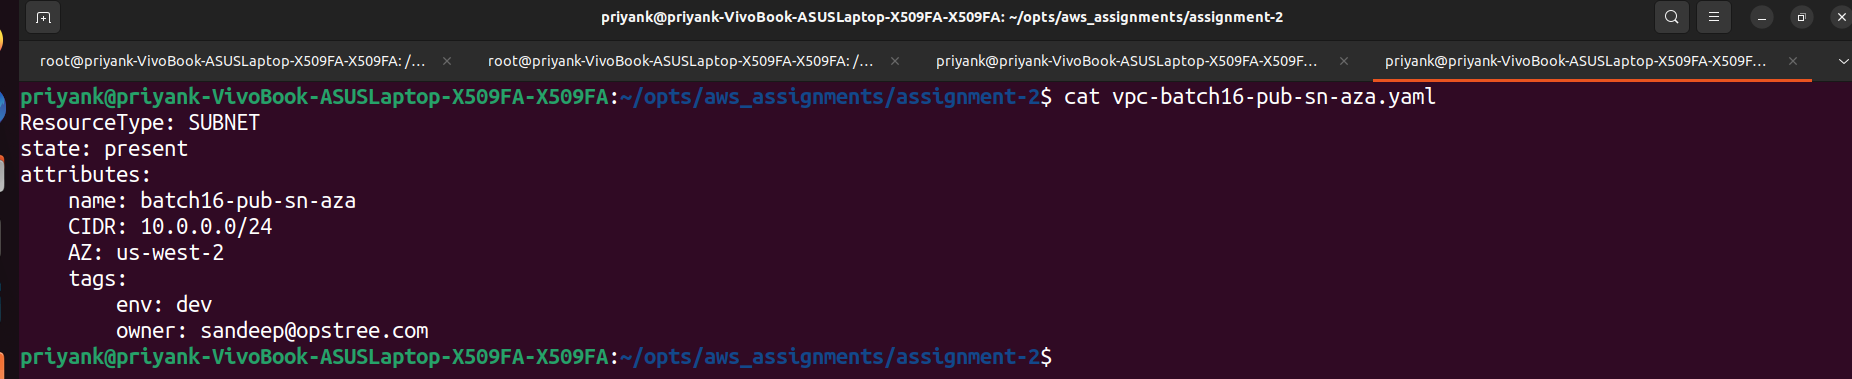 priyank@priyank-VivoBook-ASUSLaptop-X509FA-X509FA: ~/opts/aws_assignments/assignment-2
root@priyank-VivoBook-ASUSLaptop-X509FA-X509FA: /... × root@priyank-VivoBook-ASUSLaptop-X509FA-X509FA: /... × priyank@priyank-VivoBook-ASUSLaptop-X509FA-X509F... × priyank@priyank-VivoBook-ASUSLaptop-X509FA-X509F... ×
priyank@priyank-VivoBook-ASUSLaptop-X509FA-X509FA:~/opts/aws_assignments/assignment-2$ cat vpc-batch16-pub-sn-aza.yaml
ResourceType: SUBNET
state: present
attributes:
    name: batch16-pub-sn-aza
    CIDR: 10.0.0.0/24
    AZ: us-west-2
    tags:
        env: dev
        owner: sandeep@opstree.com
priyank@priyank-VivoBook-ASUSLaptop-X509FA-X509FA:~/opts/aws_assignments/assignment-2$